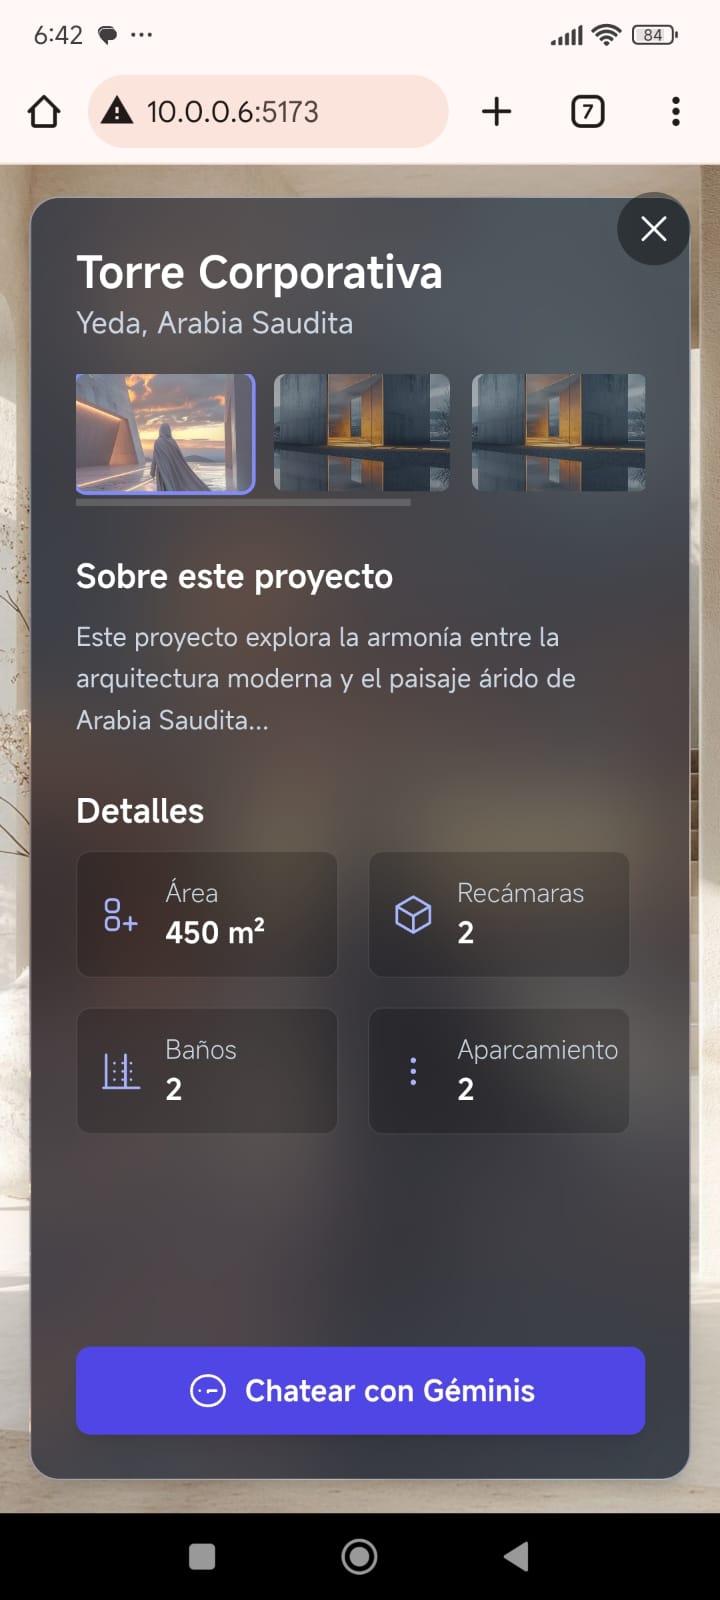 6:42
84
10.0.0.6:5173
7
Torre Corporativa
Yeda, Arabia Saudita
Sobre este proyecto
Este proyecto explora la armonía entre la
arquitectura moderna y el paisaje árido de
Arabia Saudita...
Detalles
Área
450 m²
Recámaras
2
Baños
2
Aparcamiento
2
Chatear con Géminis